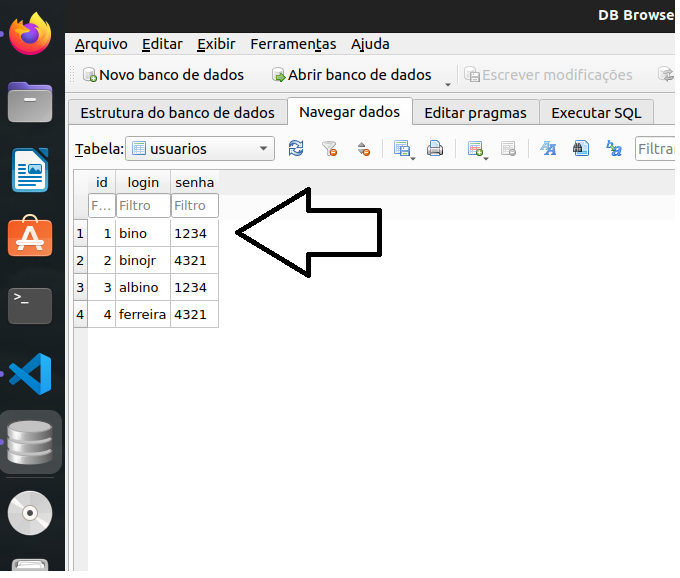 DB Browse
Arquivo Editar Exibir Ferramentas Ajuda
Novo banco de dados Abrir banco de dados Escrever modificações
Estrutura do banco de dados Navegar dados Editar pragmas Executar SQL
Tabela: usuarios Filtra
id login senha
F... Filtro Filtro
1 1 bino 1234
2 2 binojr 4321
3 3 albino 1234
4 4 ferreira 4321